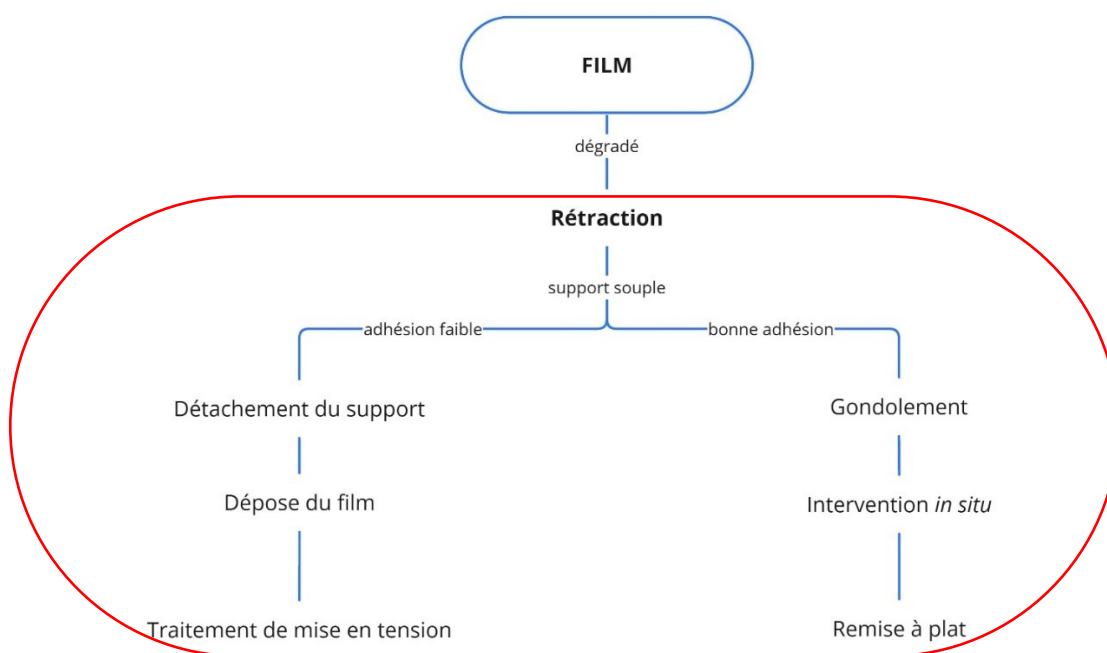 FILM
dégradé
Rétraction
support souple
adhésion faible
bonne adhésion
Détachement du support
Gondolement
Dépose du film
Intervention in situ
Traitement de mise en tension
Remise à plat